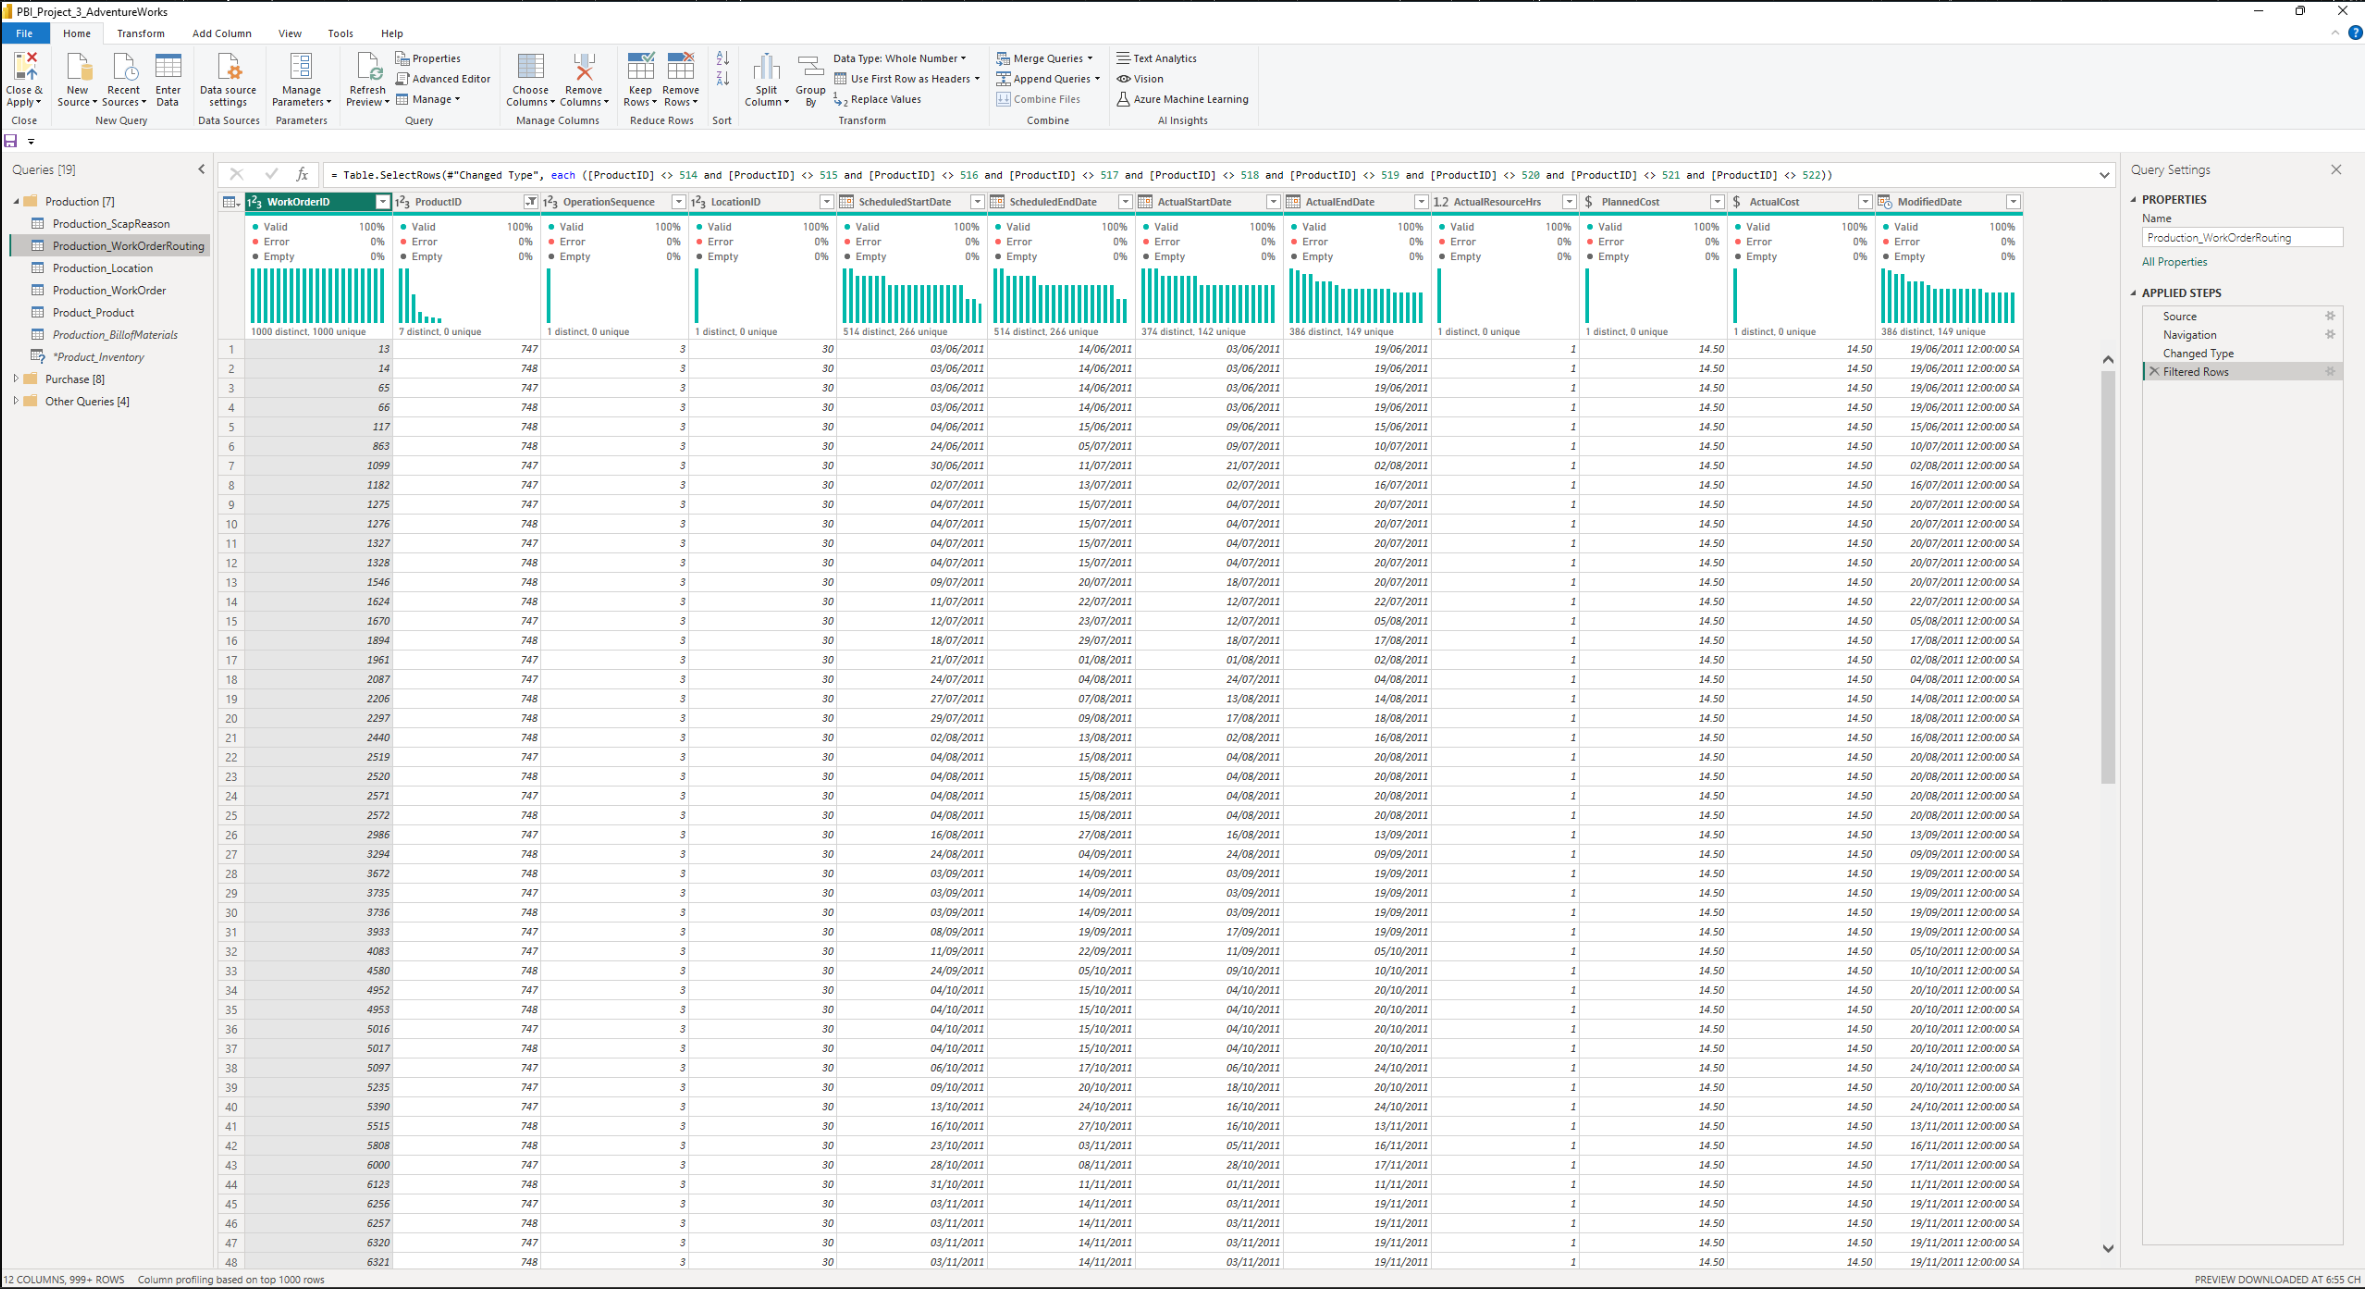 PBI_Project_3_AdventureWorks
File Home Transform Add Column View Tools Help
Close & Apply
Close
New Source
Recent Sources
Enter Data
New Query
Data source settings
Data Sources
Manage Parameters
Parameters
Refresh Preview
Properties
Advanced Editor
Manage
Query
Choose Columns
Remove Columns
Manage Columns
Keep Rows
Remove Rows
Reduce Rows
Sort
Split Column
Group By
Data Type: Whole Number
Use First Row as Headers
Replace Values
Transform
Merge Queries
Append Queries
Combine Files
Combine
Text Analytics
Vision
Azure Machine Learning
AI Insights
Queries [19]
Production [7]
Production_ScapReason
Production_WorkOrderRouting
Production_Location
Production_WorkOrder
Product_Product
Production_BillofMaterials
*Product_Inventory
Purchase [8]
Other Queries [4]
= Table.SelectRows(#"Changed Type", each ([ProductID] <> 514 and [ProductID] <> 515 and [ProductID] <> 516 and [ProductID] <> 517 and [ProductID] <> 518 and [ProductID] <> 519 and [ProductID] <> 520 and [ProductID] <> 521 and [ProductID] <> 522))
WorkOrderID ProductID OperationSequence LocationID ScheduledStartDate ScheduledEndDate ActualStartDate ActualEndDate ActualResourceHrs PlannedCost ActualCost ModifiedDate
Valid 100% Valid 100% Valid 100% Valid 100% Valid 100% Valid 100% Valid 100% Valid 100% Valid 100% Valid 100% Valid 100% Valid 100%
Error 0% Error 0% Error 0% Error 0% Error 0% Error 0% Error 0% Error 0% Error 0% Error 0% Error 0% Error 0%
Empty 0% Empty 0% Empty 0% Empty 0% Empty 0% Empty 0% Empty 0% Empty 0% Empty 0% Empty 0% Empty 0% Empty 0%
1000 distinct, 1000 unique 7 distinct, 0 unique 1 distinct, 0 unique 1 distinct, 0 unique 514 distinct, 266 unique 514 distinct, 266 unique 374 distinct, 142 unique 386 distinct, 149 unique 1 distinct, 0 unique 1 distinct, 0 unique 1 distinct, 0 unique 386 distinct, 149 unique
1 13 747 3 30 03/06/2011 14/06/2011 03/06/2011 19/06/2011 1 14.50 14.50 19/06/2011 12:00:00 SA
2 14 748 3 30 03/06/2011 14/06/2011 03/06/2011 19/06/2011 1 14.50 14.50 19/06/2011 12:00:00 SA
3 65 747 3 30 03/06/2011 14/06/2011 03/06/2011 19/06/2011 1 14.50 14.50 19/06/2011 12:00:00 SA
4 66 748 3 30 03/06/2011 14/06/2011 03/06/2011 19/06/2011 1 14.50 14.50 19/06/2011 12:00:00 SA
5 117 748 3 30 04/06/2011 15/06/2011 09/06/2011 15/06/2011 1 14.50 14.50 15/06/2011 12:00:00 SA
6 863 748 3 30 24/06/2011 05/07/2011 09/07/2011 10/07/2011 1 14.50 14.50 10/07/2011 12:00:00 SA
7 1099 747 3 30 30/06/2011 11/07/2011 21/07/2011 02/08/2011 1 14.50 14.50 02/08/2011 12:00:00 SA
8 1182 747 3 30 02/07/2011 13/07/2011 02/07/2011 16/07/2011 1 14.50 14.50 16/07/2011 12:00:00 SA
9 1275 747 3 30 04/07/2011 15/07/2011 04/07/2011 20/07/2011 1 14.50 14.50 20/07/2011 12:00:00 SA
10 1276 748 3 30 04/07/2011 15/07/2011 04/07/2011 20/07/2011 1 14.50 14.50 20/07/2011 12:00:00 SA
11 1327 747 3 30 04/07/2011 15/07/2011 04/07/2011 20/07/2011 1 14.50 14.50 20/07/2011 12:00:00 SA
12 1328 748 3 30 04/07/2011 15/07/2011 04/07/2011 20/07/2011 1 14.50 14.50 20/07/2011 12:00:00 SA
13 1546 748 3 30 09/07/2011 20/07/2011 18/07/2011 20/07/2011 1 14.50 14.50 20/07/2011 12:00:00 SA
14 1624 748 3 30 11/07/2011 22/07/2011 12/07/2011 22/07/2011 1 14.50 14.50 22/07/2011 12:00:00 SA
15 1670 747 3 30 12/07/2011 23/07/2011 12/07/2011 05/08/2011 1 14.50 14.50 05/08/2011 12:00:00 SA
16 1894 748 3 30 18/07/2011 29/07/2011 18/07/2011 17/08/2011 1 14.50 14.50 17/08/2011 12:00:00 SA
17 1961 747 3 30 21/07/2011 01/08/2011 01/08/2011 02/08/2011 1 14.50 14.50 02/08/2011 12:00:00 SA
18 2087 747 3 30 24/07/2011 04/08/2011 24/07/2011 04/08/2011 1 14.50 14.50 04/08/2011 12:00:00 SA
19 2206 748 3 30 27/07/2011 07/08/2011 13/08/2011 14/08/2011 1 14.50 14.50 14/08/2011 12:00:00 SA
20 2297 748 3 30 29/07/2011 09/08/2011 17/08/2011 18/08/2011 1 14.50 14.50 18/08/2011 12:00:00 SA
21 2440 748 3 30 02/08/2011 13/08/2011 02/08/2011 16/08/2011 1 14.50 14.50 16/08/2011 12:00:00 SA
22 2519 747 3 30 04/08/2011 15/08/2011 04/08/2011 20/08/2011 1 14.50 14.50 20/08/2011 12:00:00 SA
23 2520 748 3 30 04/08/2011 15/08/2011 04/08/2011 20/08/2011 1 14.50 14.50 20/08/2011 12:00:00 SA
24 2571 747 3 30 04/08/2011 15/08/2011 04/08/2011 20/08/2011 1 14.50 14.50 20/08/2011 12:00:00 SA
25 2572 748 3 30 04/08/2011 15/08/2011 04/08/2011 20/08/2011 1 14.50 14.50 20/08/2011 12:00:00 SA
26 2986 747 3 30 16/08/2011 27/08/2011 16/08/2011 13/09/2011 1 14.50 14.50 13/09/2011 12:00:00 SA
27 3294 748 3 30 24/08/2011 04/09/2011 24/08/2011 09/09/2011 1 14.50 14.50 09/09/2011 12:00:00 SA
28 3672 748 3 30 03/09/2011 14/09/2011 03/09/2011 19/09/2011 1 14.50 14.50 19/09/2011 12:00:00 SA
29 3735 747 3 30 03/09/2011 14/09/2011 03/09/2011 19/09/2011 1 14.50 14.50 19/09/2011 12:00:00 SA
30 3736 748 3 30 03/09/2011 14/09/2011 03/09/2011 19/09/2011 1 14.50 14.50 19/09/2011 12:00:00 SA
31 3933 747 3 30 08/09/2011 19/09/2011 17/09/2011 19/09/2011 1 14.50 14.50 19/09/2011 12:00:00 SA
32 4083 747 3 30 11/09/2011 22/09/2011 11/09/2011 05/10/2011 1 14.50 14.50 05/10/2011 12:00:00 SA
33 4580 748 3 30 24/09/2011 05/10/2011 09/10/2011 10/10/2011 1 14.50 14.50 10/10/2011 12:00:00 SA
34 4952 747 3 30 04/10/2011 15/10/2011 04/10/2011 20/10/2011 1 14.50 14.50 20/10/2011 12:00:00 SA
35 4953 748 3 30 04/10/2011 15/10/2011 04/10/2011 20/10/2011 1 14.50 14.50 20/10/2011 12:00:00 SA
36 5016 747 3 30 04/10/2011 15/10/2011 04/10/2011 20/10/2011 1 14.50 14.50 20/10/2011 12:00:00 SA
37 5017 748 3 30 04/10/2011 15/10/2011 04/10/2011 20/10/2011 1 14.50 14.50 20/10/2011 12:00:00 SA
38 5097 747 3 30 06/10/2011 17/10/2011 06/10/2011 24/10/2011 1 14.50 14.50 24/10/2011 12:00:00 SA
39 5235 747 3 30 09/10/2011 20/10/2011 18/10/2011 20/10/2011 1 14.50 14.50 20/10/2011 12:00:00 SA
40 5390 747 3 30 13/10/2011 24/10/2011 16/10/2011 24/10/2011 1 14.50 14.50 24/10/2011 12:00:00 SA
41 5515 748 3 30 16/10/2011 27/10/2011 16/10/2011 13/11/2011 1 14.50 14.50 13/11/2011 12:00:00 SA
42 5808 748 3 30 23/10/2011 03/11/2011 05/11/2011 16/11/2011 1 14.50 14.50 16/11/2011 12:00:00 SA
43 6000 747 3 30 28/10/2011 08/11/2011 28/10/2011 17/11/2011 1 14.50 14.50 17/11/2011 12:00:00 SA
44 6123 748 3 30 31/10/2011 11/11/2011 01/11/2011 11/11/2011 1 14.50 14.50 11/11/2011 12:00:00 SA
45 6256 747 3 30 03/11/2011 14/11/2011 03/11/2011 19/11/2011 1 14.50 14.50 19/11/2011 12:00:00 SA
46 6257 748 3 30 03/11/2011 14/11/2011 03/11/2011 19/11/2011 1 14.50 14.50 19/11/2011 12:00:00 SA
47 6320 747 3 30 03/11/2011 14/11/2011 03/11/2011 19/11/2011 1 14.50 14.50 19/11/2011 12:00:00 SA
48 6321 748 3 30 03/11/2011 14/11/2011 03/11/2011 19/11/2011 1 14.50 14.50 19/11/2011 12:00:00 SA
Query Settings
PROPERTIES
Name
Production_WorkOrderRouting
All Properties
APPLIED STEPS
Source
Navigation
Changed Type
Filtered Rows
12 COLUMNS, 999+ ROWS Column profiling based on top 1000 rows
PREVIEW DOWNLOADED AT 6:55 CH